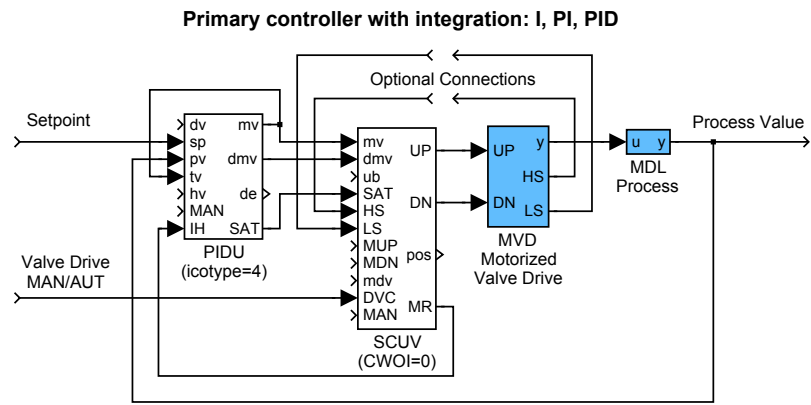 Primary controller with integration: I, PI, PID
Optional Connections
Setpoint
Process Value
dv
mv
sp
pv
dmv
tv
hv
de
MAN
IH
SAT
PIDU
(icotype=4)
Valve Drive
MAN/AUT
mv
UP
dmv
ub
SAT
HS
DN
LS
MUP
MDN
pos
mdv
DVC
MR
MAN
SCUV
(CWOI=0)
UP
y
HS
DN
LS
MVD
Motorized
Valve Drive
u
y
MDL
Process